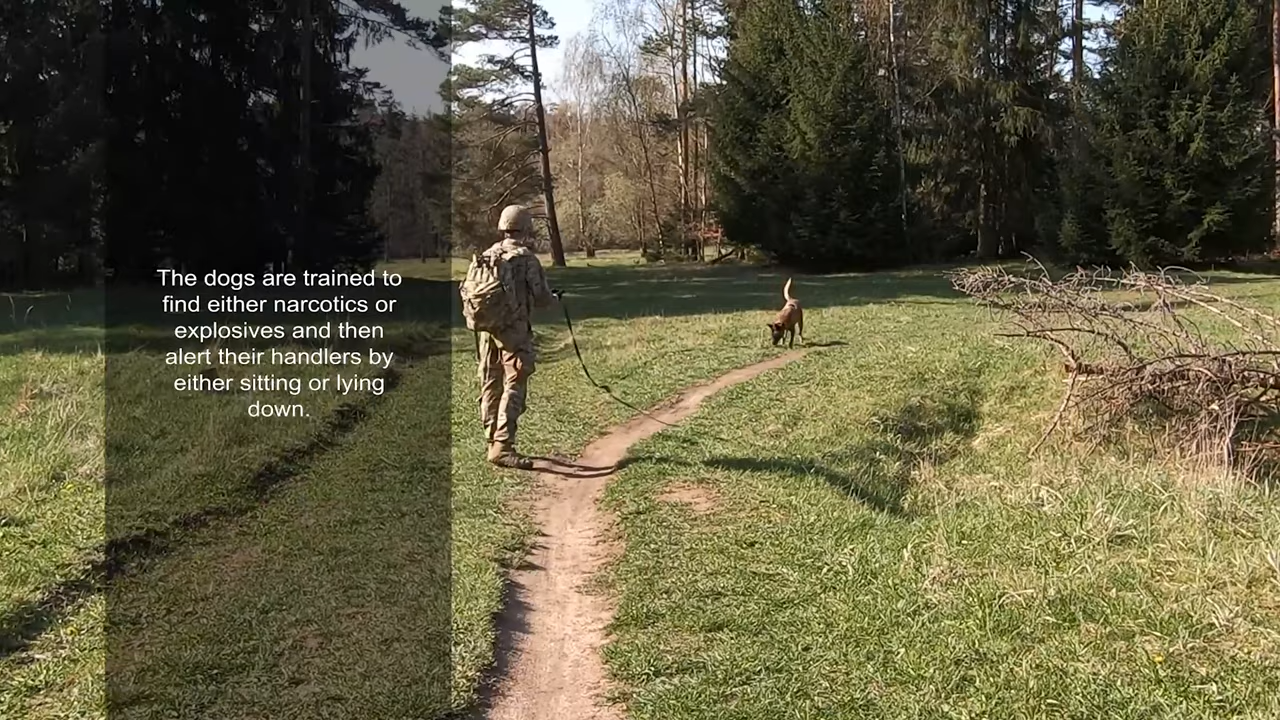 The dogs are trained to
find either narcotics or
explosives and then
alert their handlers by
either sitting or lying
down.